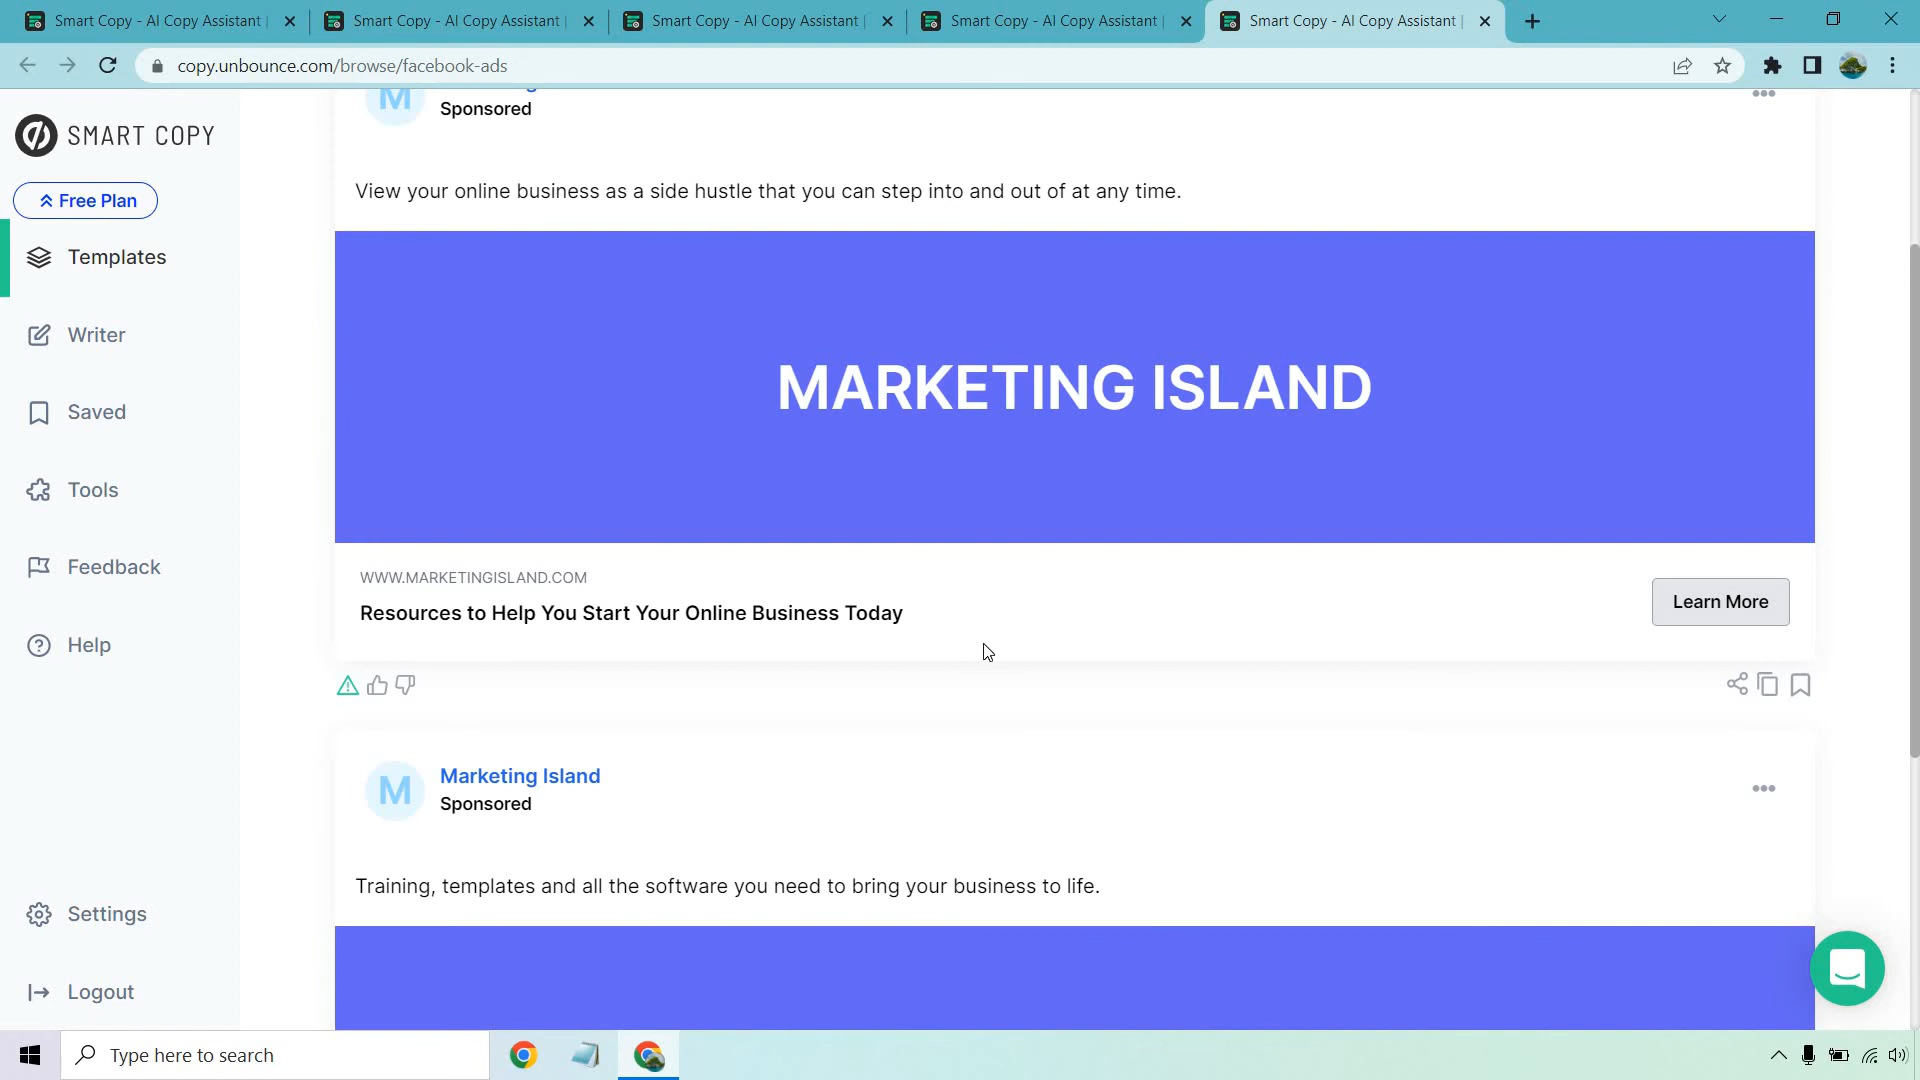 Smart Copy - AI Copy Assistant |
Smart Copy - AI Copy Assistant |
Smart Copy - AI Copy Assistant |
Smart Copy - AI Copy Assistant |
Smart Copy - AI Copy Assistant |
copy.unbounce.com/browse/facebook-ads
SMART COPY
Free Plan
Templates
Writer
Saved
Tools
Feedback
Help
Settings
Logout
M
Sponsored
View your online business as a side hustle that you can step into and out of at any time.
MARKETING ISLAND
WWW.MARKETINGISLAND.COM
Resources to Help You Start Your Online Business Today
Learn More
M
Marketing Island
Sponsored
Training, templates and all the software you need to bring your business to life.
Type here to search